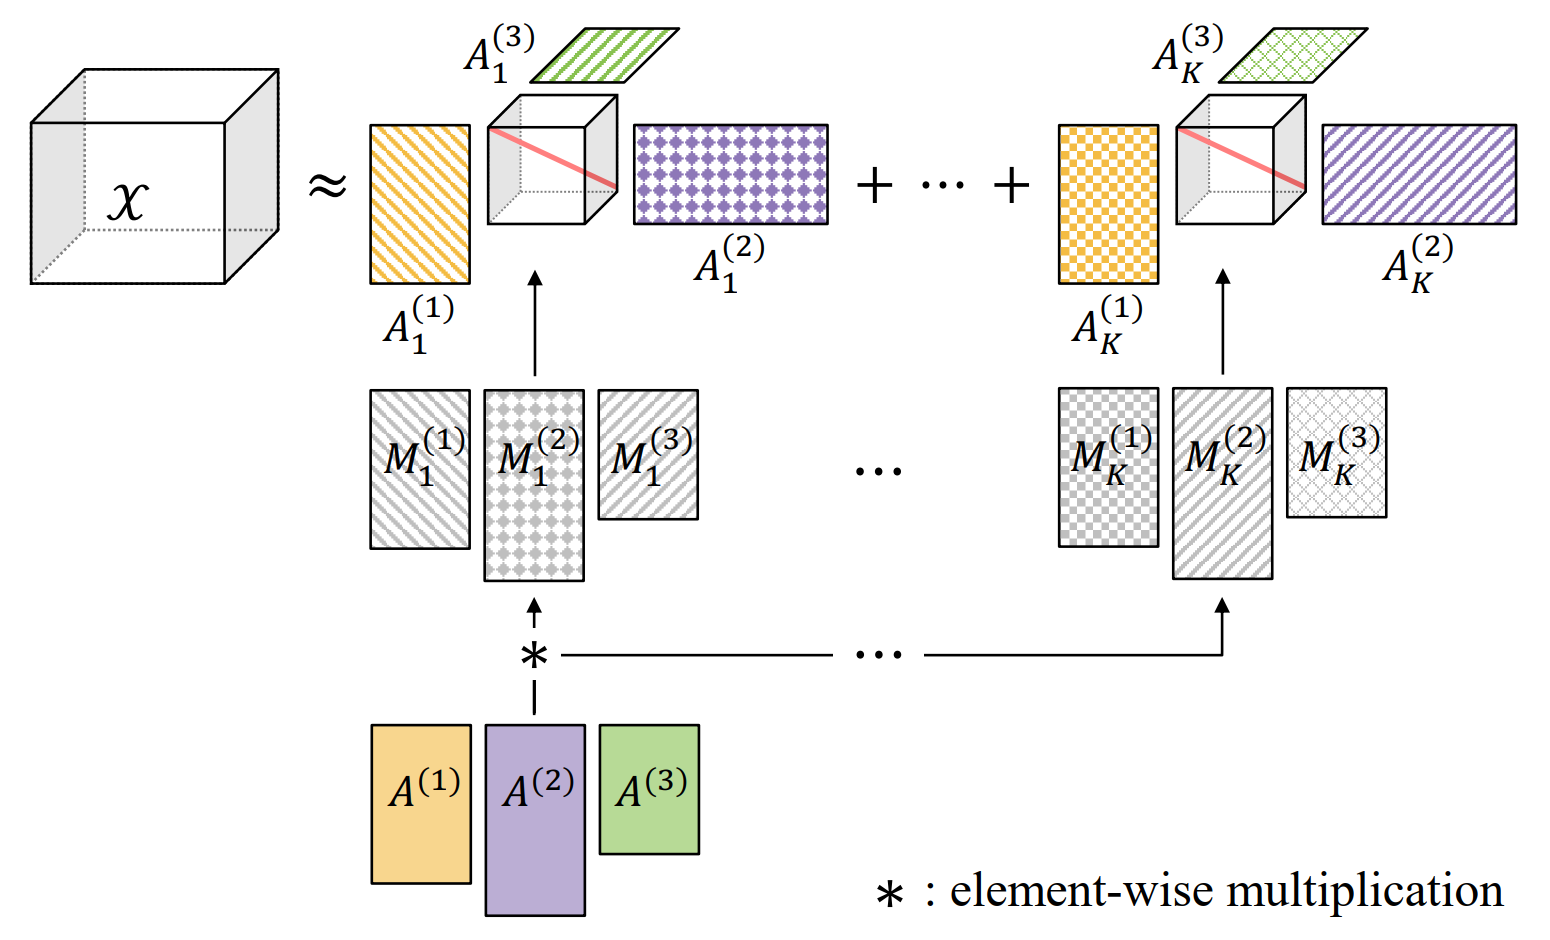 A_1^{(3)} A_K^{(3)}
𝒳 ≈ + ⋯ +
A_1^{(2)} A_K^{(2)}
A_1^{(1)} A_K^{(1)}
M_1^{(1)} M_1^{(2)} M_1^{(3)} ⋯ M_K^{(1)} M_K^{(2)} M_K^{(3)}
* ⋯
A^{(1)} A^{(2)} A^{(3)}
* : element-wise multiplication